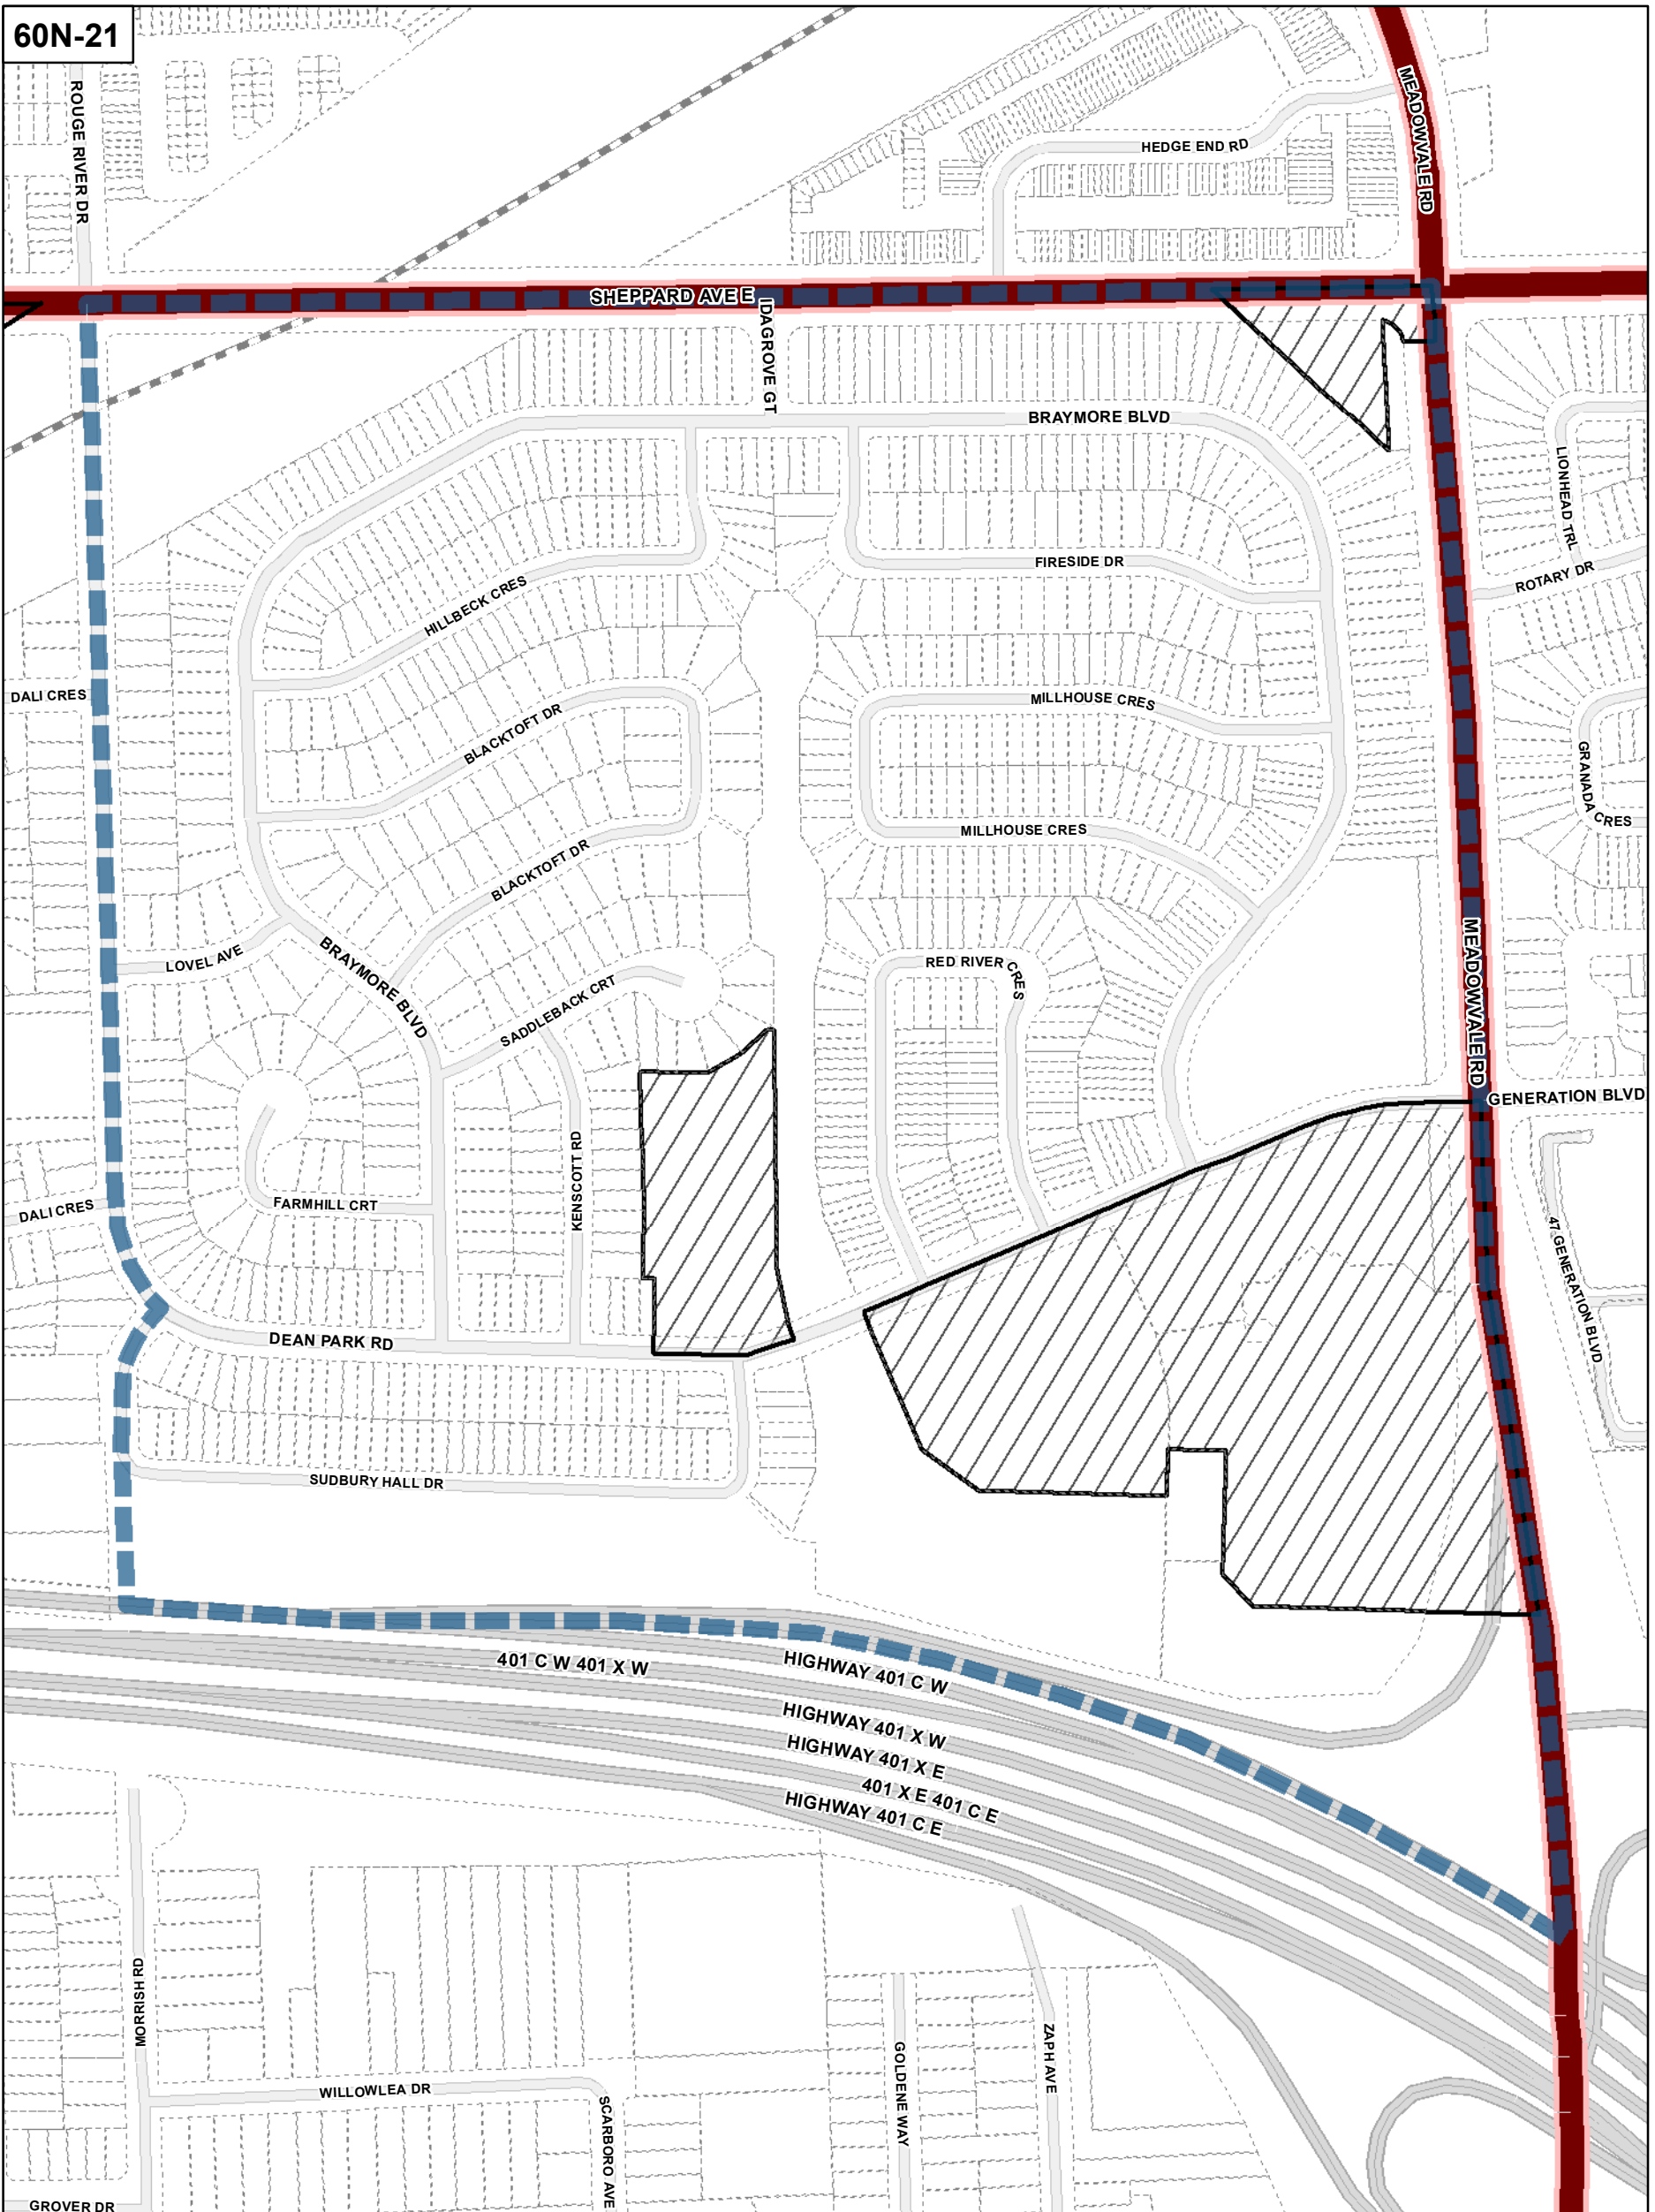 60N-21
ROUGE RIVER DR
MEADOWVALE RD
HEDGE END RD
SHEPPARD AVE E
IDAGROVE GT
BRAYMORE BLVD
LIONHEAD TRL
FIRESIDE DR
ROTARY DR
HILLBECK CRES
DALI CRES
MILLHOUSE CRES
BLACKTOFT DR
GRANADA CRES
MILLHOUSE CRES
BLACKTOFT DR
LOVEL AVE
BRAYMORE BLVD
RED RIVER CRES
MEADOWVALE RD
SADDLEBACK CRT
GENERATION BLVD
KENSCOTT RD
FARMHILL CRT
DALI CRES
47 GENERATION BLVD
DEAN PARK RD
SUDBURY HALL DR
401 C W 401 X W
HIGHWAY 401 C W
HIGHWAY 401 X W
HIGHWAY 401 X E
401 X E 401 C E
HIGHWAY 401 C E
MORRISH RD
ZAPH AVE
GOLDENE WAY
WILLOWLEA DR
SCARBORO AVE
GROVER DR